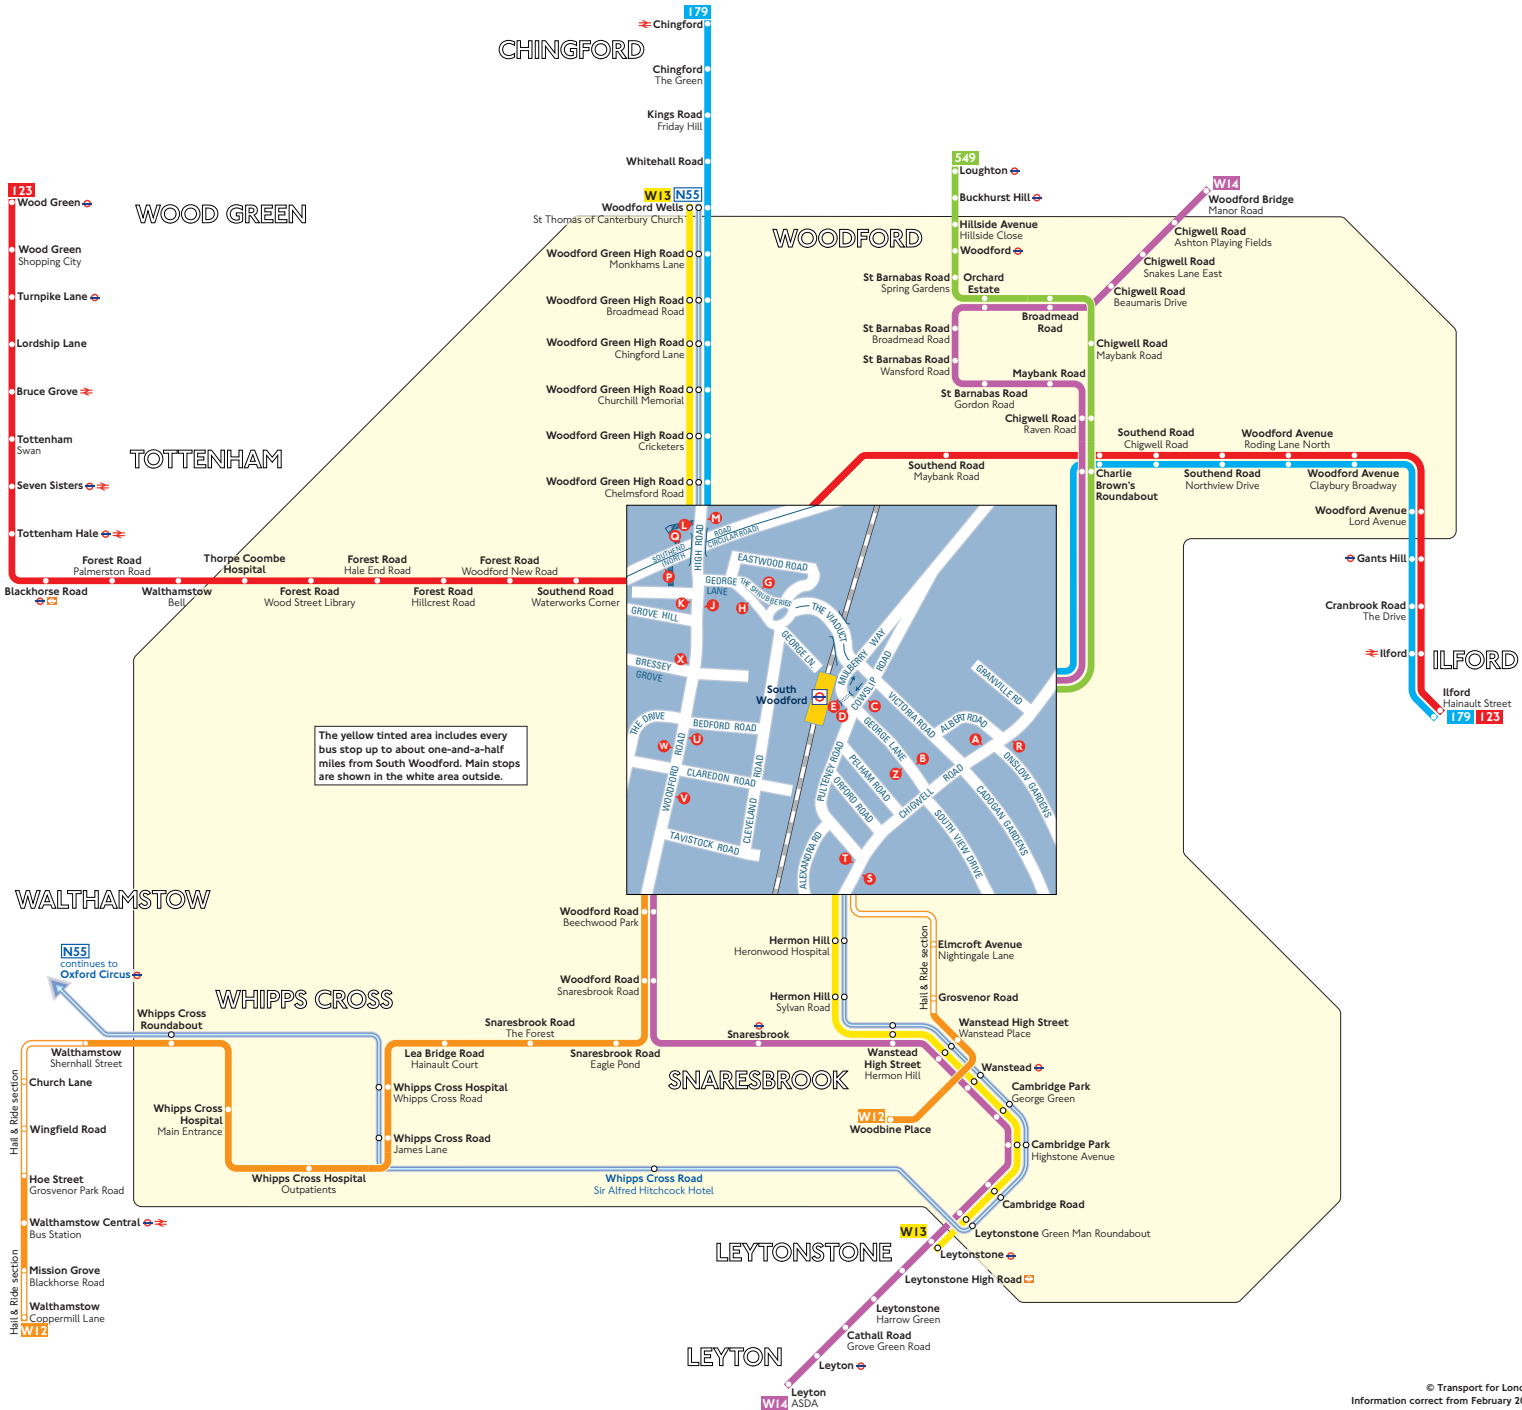 179
Chingford
CHINGFORD
Chingford
The Green
Kings Road
Friday Hill
Whitehall Road
W13
N55
Woodford Wells
St Thomas of Canterbury Church
Woodford Green High Road
Monkhams Lane
Woodford Green High Road
Broadmead Road
Woodford Green High Road
Chingford Lane
Woodford Green High Road
Churchill Memorial
Woodford Green High Road
Cricketers
Woodford Green High Road
Chelmsford Road
123
Wood Green
WOOD GREEN
Wood Green
Shopping City
Turnpike Lane
Lordship Lane
Bruce Grove
Tottenham
Swan
TOTTENHAM
Seven Sisters
Tottenham Hale
Blackhorse Road
Forest Road
Palmerston Road
Walthamstow
Bell
Thorpe Coombe
Hospital
Forest Road
Wood Street Library
Forest Road
Hale End Road
Forest Road
Hillcrest Road
Forest Road
Woodford New Road
Southend Road
Waterworks Corner
549
Loughton
Buckhurst Hill
Hillside Avenue
Hillside Close
Woodford
WOODFORD
St Barnabas Road
Spring Gardens
Orchard
Estate
Broadmead
Road
St Barnabas Road
Broadmead Road
St Barnabas Road
Wansford Road
St Barnabas Road
Gordon Road
Maybank Road
Chigwell Road
Raven Road
W14
Woodford Bridge
Manor Road
Chigwell Road
Ashton Playing Fields
Chigwell Road
Snakes Lane East
Chigwell Road
Beaumaris Drive
Chigwell Road
Maybank Road
Southend Road
Maybank Road
Charlie
Brown's
Roundabout
Southend Road
Chigwell Road
Southend Road
Northview Drive
Woodford Avenue
Roding Lane North
Woodford Avenue
Claybury Broadway
Woodford Avenue
Lord Avenue
Gants Hill
Cranbrook Road
The Drive
Ilford
ILFORD
Ilford
Hainault Street
179
123
L
M
Q
P
SOUTHEND ROAD
(NORTH CIRCULAR ROAD)
HIGH ROAD
EASTWOOD ROAD
GEORGE
LANE
THE SHRUBBERIES
G
K
J
H
GROVE HILL
THE VIADUCT
GEORGE LN.
MULBERRY WAY
COWSLIP ROAD
X
BRESSEY
GROVE
South
Woodford
E
D
C
GRANVILLE RD
VICTORIA ROAD
ALBERT ROAD
THE DRIVE
BEDFORD ROAD
W
U
GEORGE LANE
A
R
B
Z
ONSLOW GARDENS
PELHAM ROAD
ORFORD ROAD
PULTENEY ROAD
CHIGWELL ROAD
CLAREDON ROAD
WOODFORD ROAD
CLEVELAND ROAD
V
CADOGAN GARDENS
SOUTH VIEW DRIVE
TAVISTOCK ROAD
ALEXANDRA RD
T
S
The yellow tinted area includes every
bus stop up to about one-and-a-half
miles from South Woodford. Main stops
are shown in the white area outside.
WALTHAMSTOW
N55
continues to
Oxford Circus
WHIPPS CROSS
Whipps Cross
Roundabout
Walthamstow
Shernhall Street
Hail & Ride section
Church Lane
Wingfield Road
Hoe Street
Grosvenor Park Road
Walthamstow Central
Bus Station
Mission Grove
Blackhorse Road
Hail & Ride section
Walthamstow
Coppermill Lane
W12
Whipps Cross
Hospital
Main Entrance
Whipps Cross Hospital
Outpatients
Whipps Cross Hospital
Whipps Cross Road
Whipps Cross Road
James Lane
Lea Bridge Road
Hainault Court
Snaresbrook Road
The Forest
Snaresbrook Road
Eagle Pond
Woodford Road
Beechwood Park
Woodford Road
Snaresbrook Road
Whipps Cross Road
Sir Alfred Hitchcock Hotel
Snaresbrook
SNARESBROOK
Hermon Hill
Heronwood Hospital
Hermon Hill
Sylvan Road
Wanstead
High Street
Hermon Hill
Hail & Ride section
Elmcroft Avenue
Nightingale Lane
Grosvenor Road
Wanstead High Street
Wanstead Place
Wanstead
W12
Woodbine Place
Cambridge Park
George Green
Cambridge Park
Highstone Avenue
Cambridge Road
Leytonstone Green Man Roundabout
W13
Leytonstone
LEYTONSTONE
Leytonstone High Road
Leytonstone
Harrow Green
Cathall Road
Grove Green Road
LEYTON
Leyton
Leyton
ASDA
W14
© Transport for Lond
Information correct from February 20